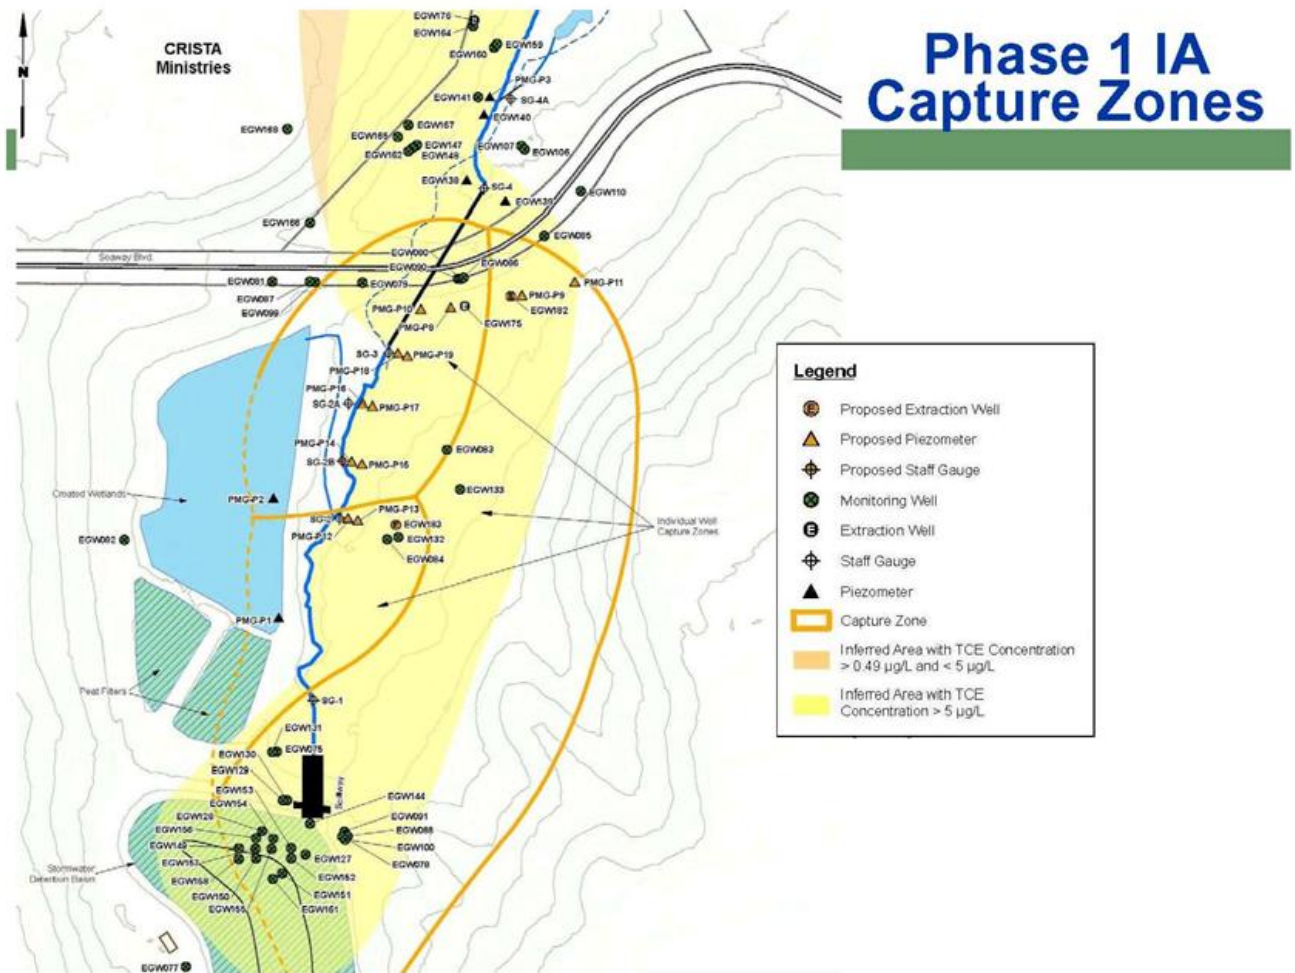 Phase 1 IA
Capture Zones
N
CRISTA
Ministries
EGW176
EGW164
EGW159
EGW160
PMG-P3
EGW141
SG-4A
EGW140
EGW169
EGW167
EGW165
EGW147
EGW162
EGW148
EGW107
EGW106
EGW138
SG-4
EGW110
EGW139
EGW166
EGW085
Seaway Blvd.
EGW080
EGW090
EGW086
EGW081
EGW079
EGW087
EGW099
PMG-P11
PMG-P9
EGW182
PMG-P10
PMG-P8
EGW175
SG-3
PMG-P19
PMG-P18
PMG-P16
SG-2A
PMG-P17
PMG-P14
SG-2B
PMG-P15
EGW083
Created Wetlands
PMG-P2
EGW133
PMG-P13
SG-2
EGW183
PMG-P12
EGW132
EGW084
EGW082
Individual Well
Capture Zones
PMG-P1
Peat Filters
SG-1
EGW131
EGW130
EGW075
EGW129
EGW153
EGW154
Spillway
EGW144
EGW128
EGW091
EGW156
EGW088
EGW149
EGW100
EGW157
EGW127
EGW078
Stormwater
Detention Basin
EGW158
EGW152
EGW150
EGW151
EGW155
EGW161
EGW077
Legend
Proposed Extraction Well
Proposed Piezometer
Proposed Staff Gauge
Monitoring Well
Extraction Well
Staff Gauge
Piezometer
Capture Zone
Inferred Area with TCE Concentration
> 0.49 µg/L and < 5 µg/L
Inferred Area with TCE
Concentration > 5 µg/L